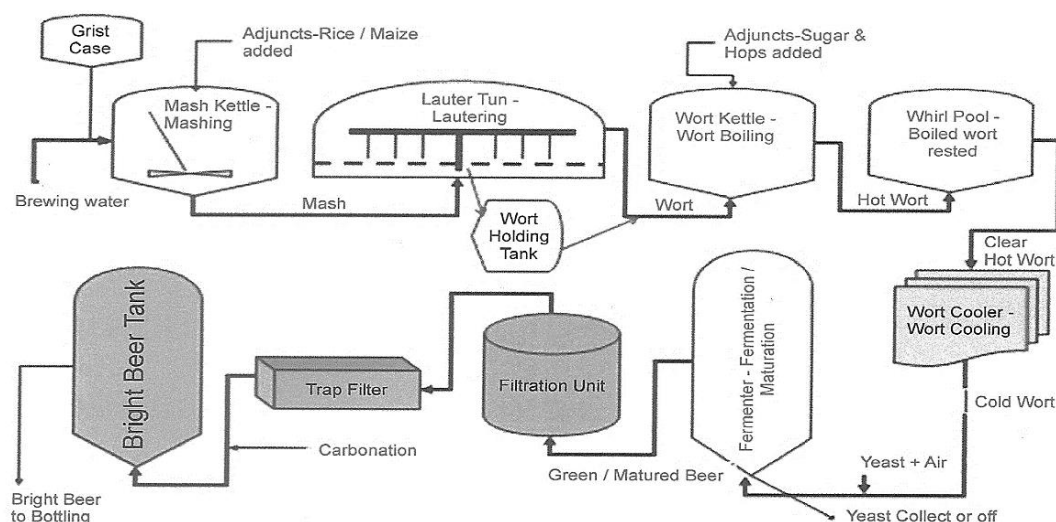 Grist
Case
Adjuncts-Rice / Maize
added
Mash Kettle -
Mashing
Brewing water
Mash
Lauter Tun -
Lautering
Wort
Holding
Tank
Wort
Adjuncts-Sugar &
Hops added
Wort Kettle -
Wort Boiling
Hot Wort
Whirl Pool -
Boiled wort
rested
Clear
Hot Wort
Wort Cooler -
Wort Cooling
Cold Wort
Yeast + Air
Yeast Collect or off
Fermenter - Fermentation /
Maturation
Green / Matured Beer
Filtration Unit
Trap Filter
Carbonation
Bright Beer Tank
Bright Beer
to Bottling